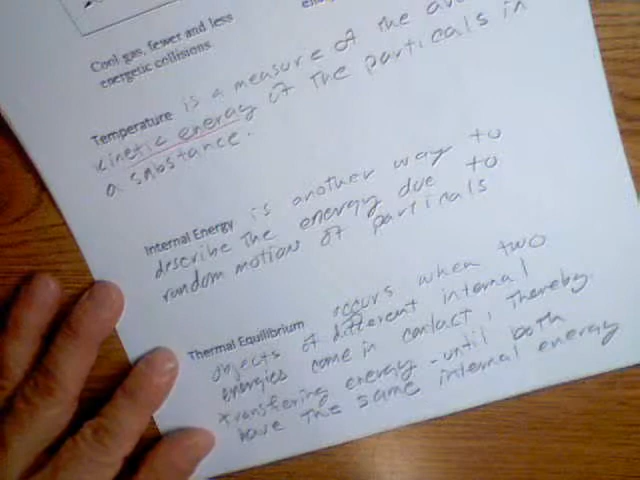 Cool gas, fewer and less
energetic collisions
Temperature is a measure of the
kinetic energy of the particals in
a substance.
Internal Energy is another way to
describe the energy due to
random motion of particals
Thermal Equilibrium occurs when two
objects of different internal
energies come in contact, thereby
transfering energy - until both
have the same internal energy